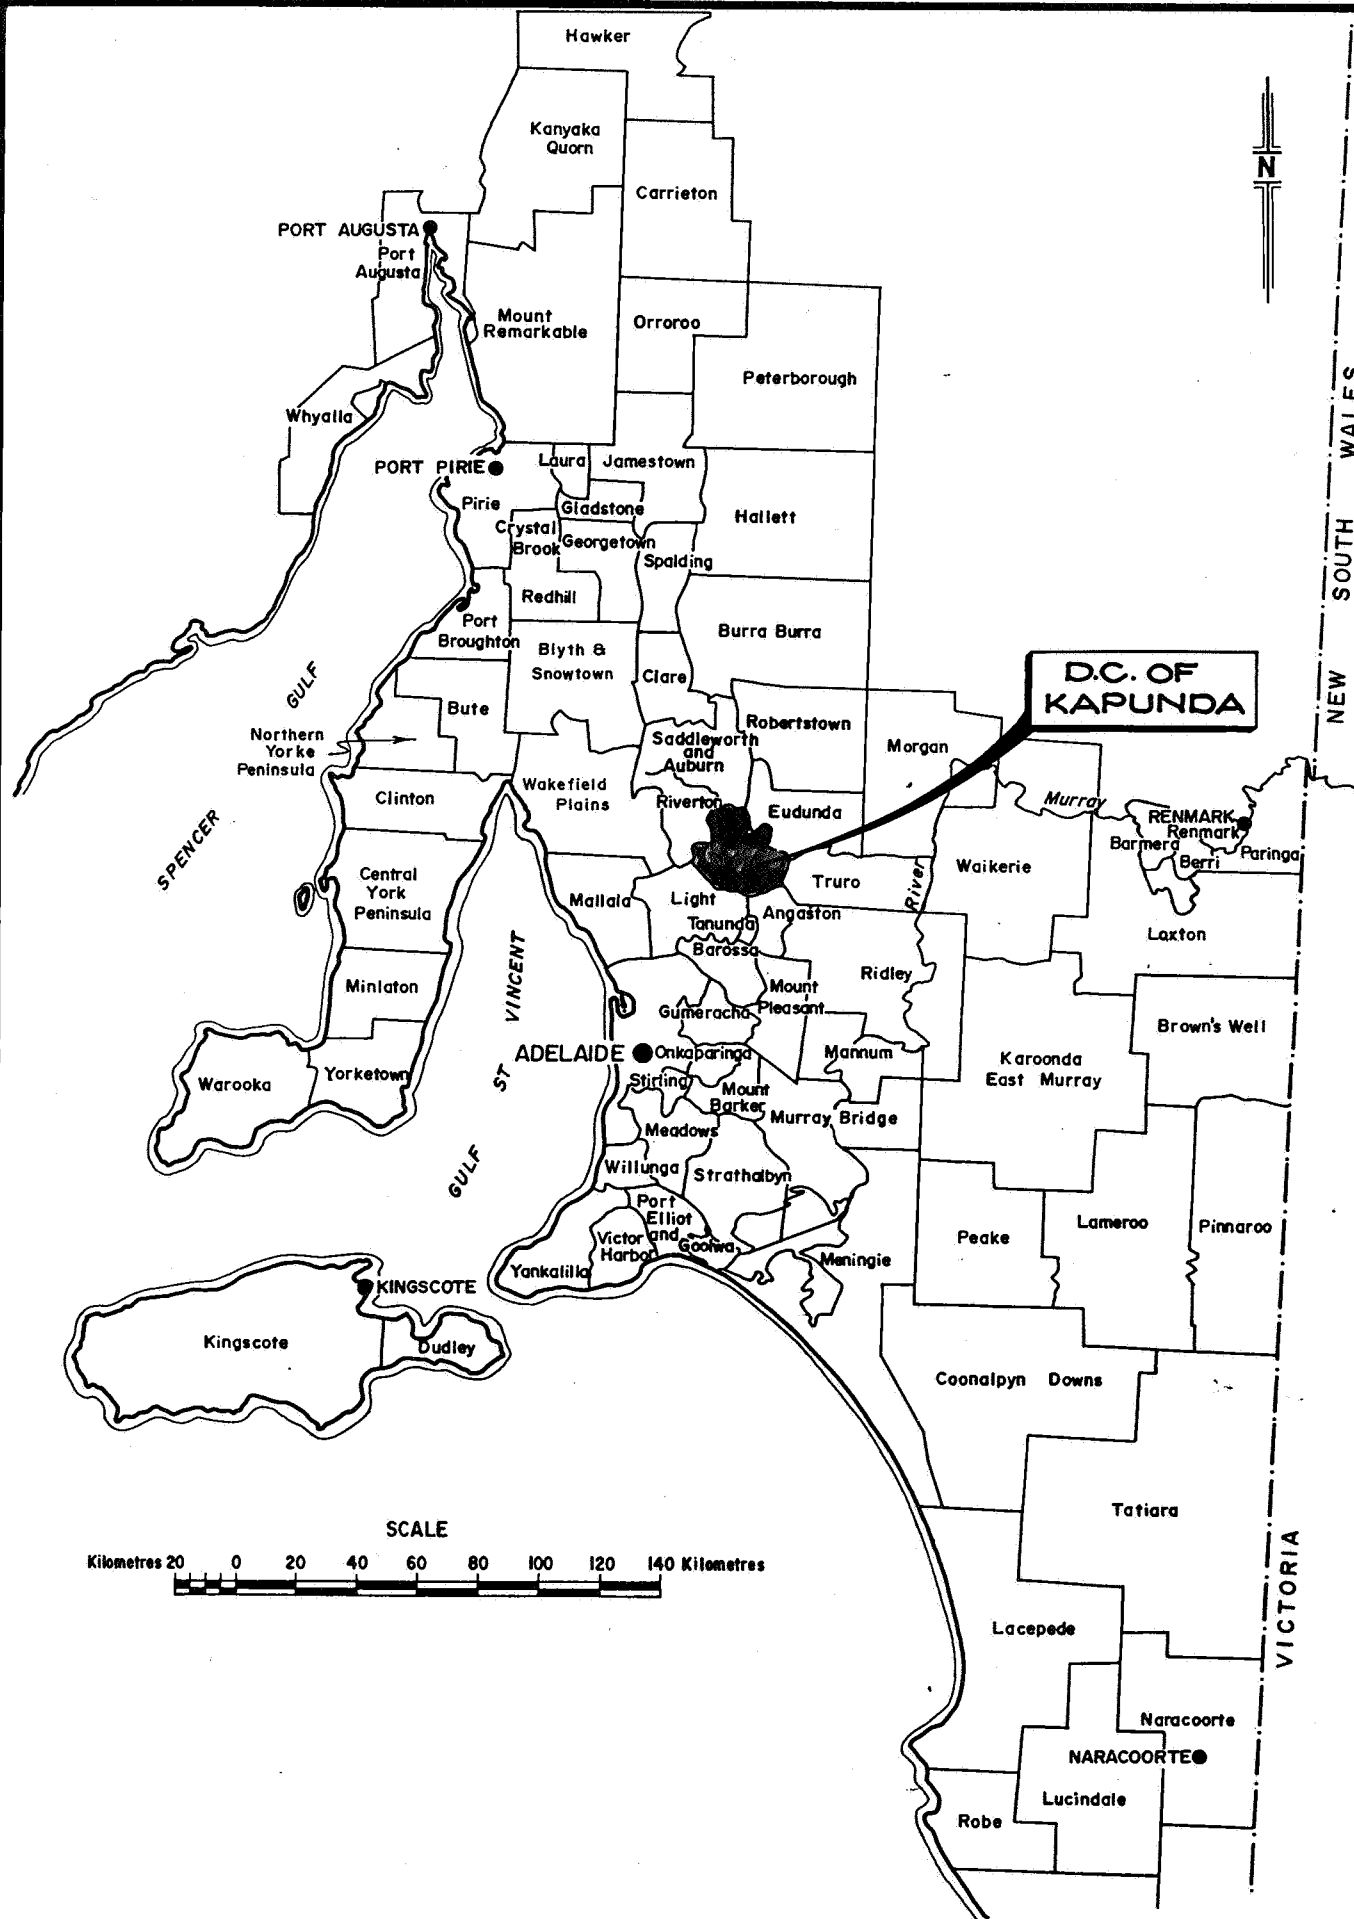 Hawker
Kanyaka
Quorn
N
Carrieton
PORT AUGUSTA
Port
Augusta
Mount
Remarkable
Orroroo
Peterborough
Whyalla
PORT PIRIE
Laura
Jamestown
Pirie
Gladstone
Hallett
Crystal
Brook
Georgetown
Spalding
Redhill
Port
Broughton
Burra Burra
Blyth &
Snowtown
Clare
D.C. OF
KAPUNDA
NEW SOUTH WALES
Bute
Robertstown
Northern
Yorke
Peninsula
Saddleworth
and
Auburn
Morgan
Wakefield
Plains
Clinton
Riverton
Eudunda
Murray
River
RENMARK
Renmark
Barmera
Berri
Paringa
Waikerie
SPENCER
GULF
Central
York
Peninsula
Mallala
Light
Truro
Tanunda
Angaston
Barossa
Loxton
Ridley
Minlaton
Mount
Pleasant
Gumeracha
Brown's Well
GULF
ST
VINCENT
ADELAIDE
Onkaparinga
Mannum
Karoonda
East Murray
Warooka
Yorketown
Stirling
Mount
Barker
Murray Bridge
Meadows
Willunga
Strathalbyn
Port
Elliot
and
Goolwa
Victor
Harbor
Peake
Lameroo
Pinnaroo
Yankalilla
Meningie
KINGSCOTE
Kingscote
Dudley
Coonalpyn Downs
Tatiara
SCALE
Kilometres 20 0 20 40 60 80 100 120 140 Kilometres
VICTORIA
Lacepede
Naracoorte
NARACOORTE
Lucindale
Robe